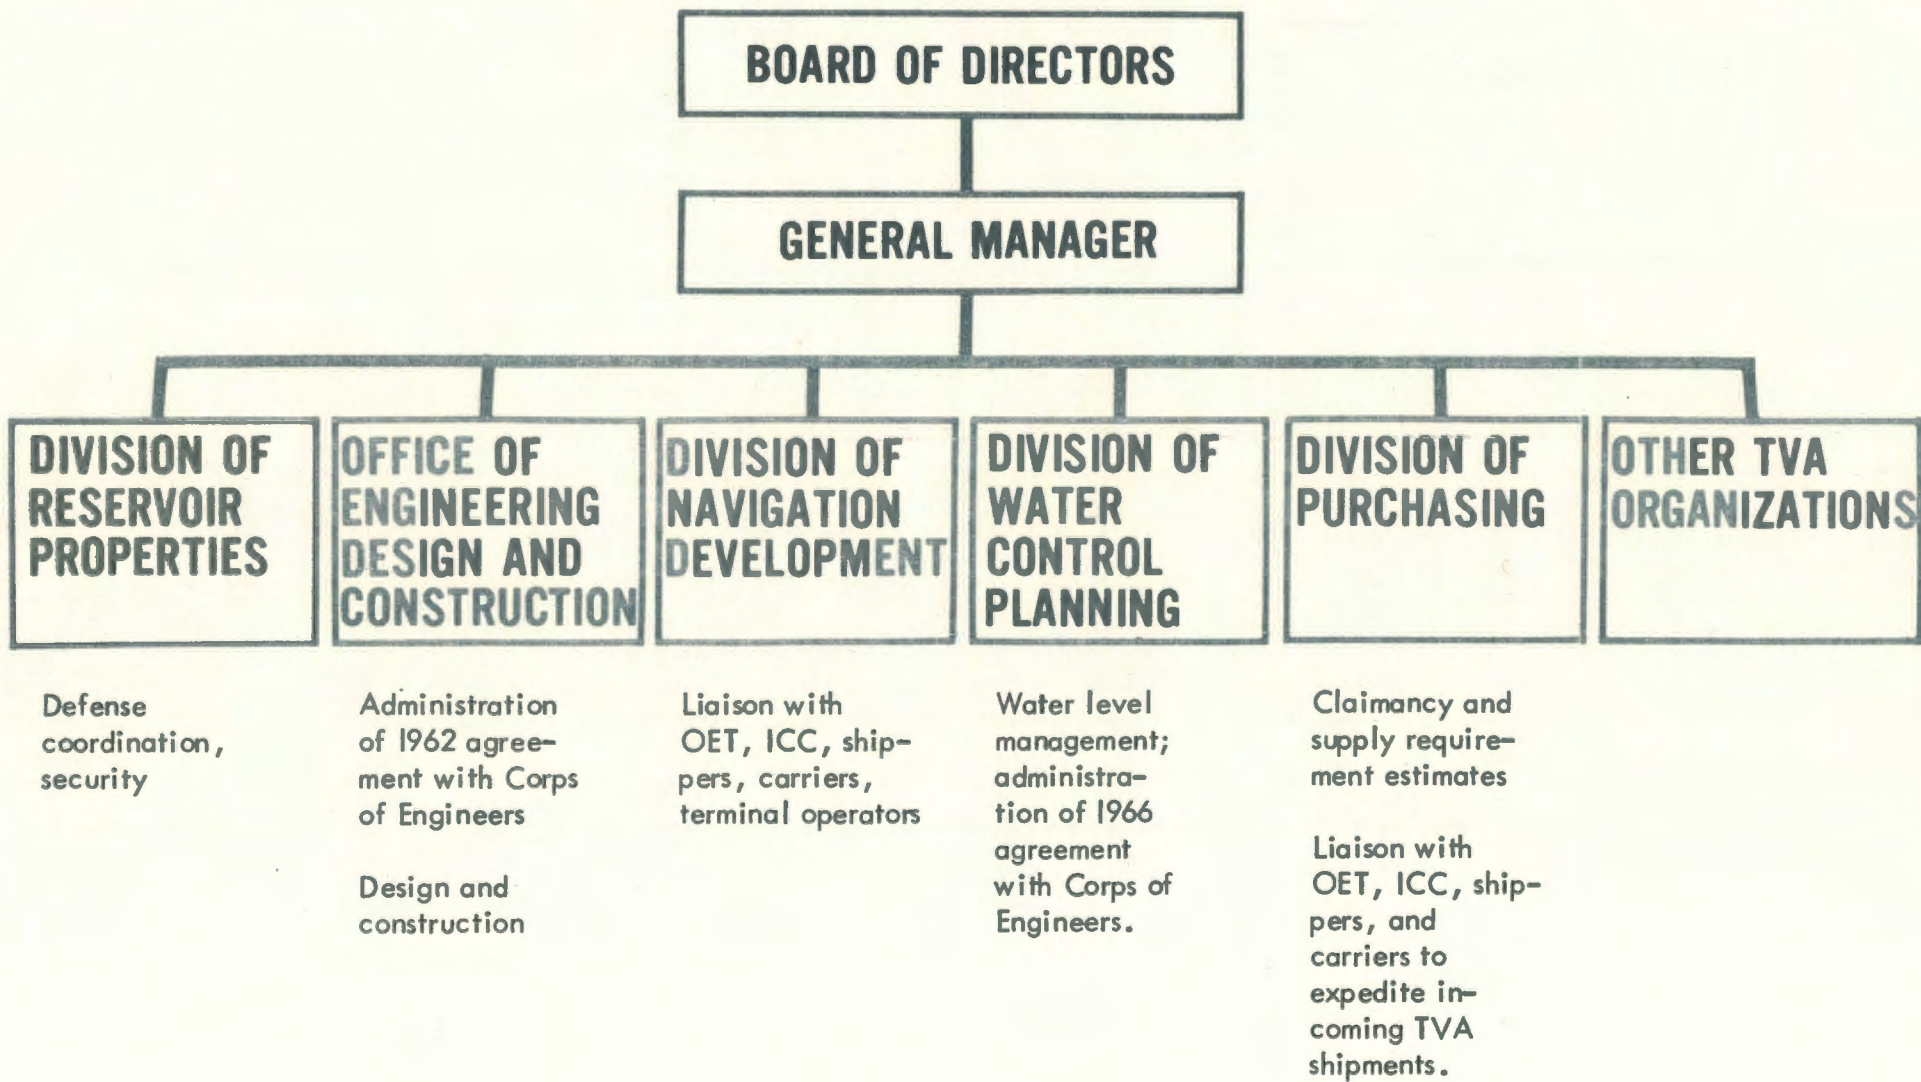 BOARD OF DIRECTORS
GENERAL MANAGER
DIVISION OF
RESERVOIR
PROPERTIES
Defense
coordination,
security
OFFICE OF
ENGINEERING
DESIGN AND
CONSTRUCTION
Administration
of 1962 agree-
ment with Corps
of Engineers
Design and
construction
DIVISION OF
NAVIGATION
DEVELOPMENT
Liaison with
OET, ICC, ship-
pers, carriers,
terminal operators
DIVISION OF
WATER
CONTROL
PLANNING
Water level
management;
administra-
tion of 1966
agreement
with Corps of
Engineers.
DIVISION OF
PURCHASING
Claimancy and
supply require-
ment estimates
Liaison with
OET, ICC, ship-
pers, and
carriers to
expedite in-
coming TVA
shipments.
OTHER TVA
ORGANIZATIONS